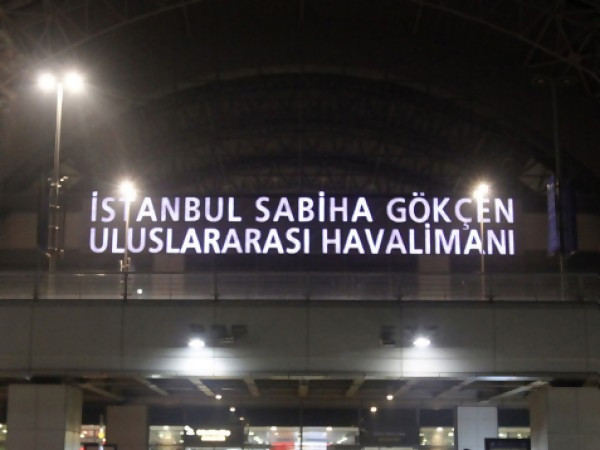 İSTANBUL SABİHA GÖKÇEN
ULUSLARARASI HAVALİMANI